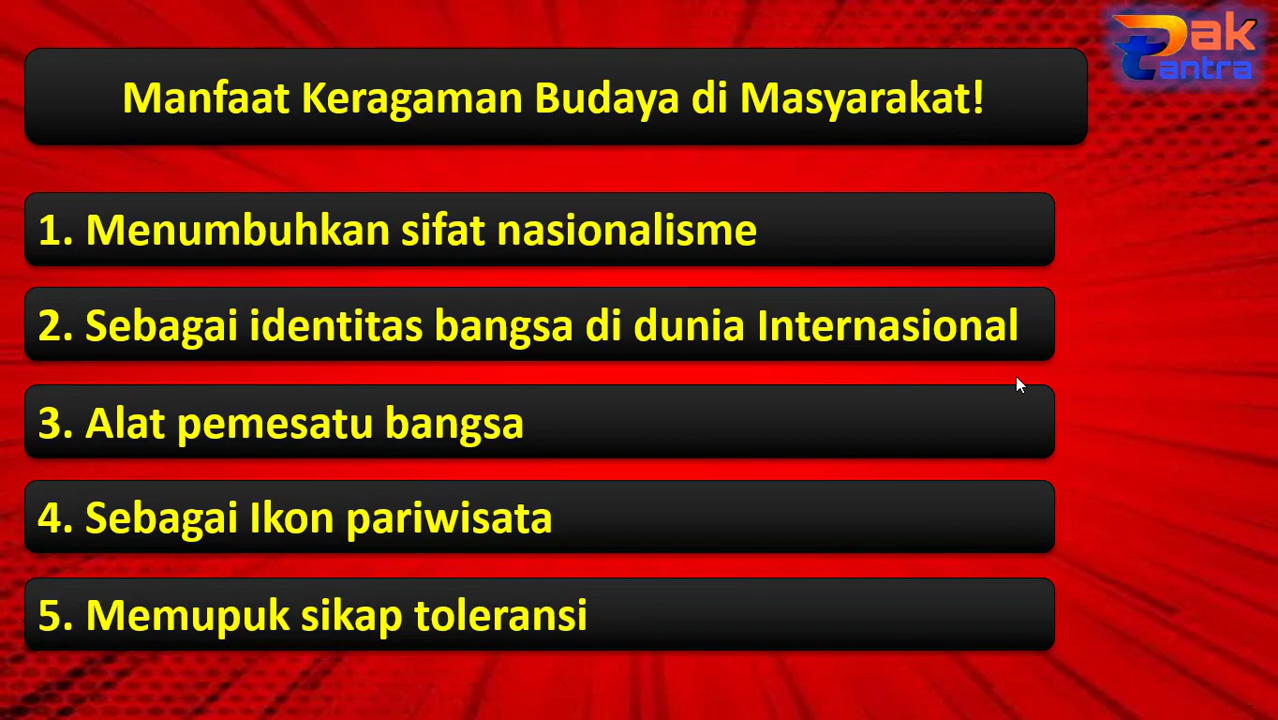 Pak
tantra
Manfaat Keragaman Budaya di Masyarakat!
1. Menumbuhkan sifat nasionalisme
2. Sebagai identitas bangsa di dunia Internasional
3. Alat pemesatu bangsa
4. Sebagai Ikon pariwisata
5. Memupuk sikap toleransi